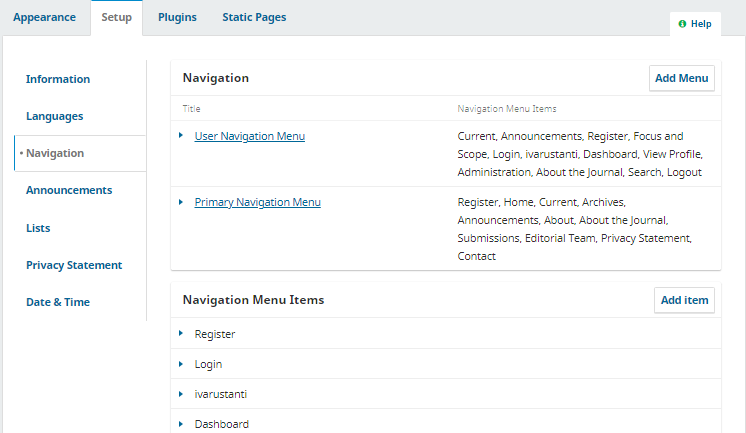 Appearance
Setup
Plugins
Static Pages
Help
Information
Languages
Navigation
Announcements
Lists
Privacy Statement
Date & Time
Navigation
Add Menu
Title
Navigation Menu Items
User Navigation Menu
Current, Announcements, Register, Focus and
Scope, Login, ivarustanti, Dashboard, View Profile,
Administration, About the Journal, Search, Logout
Primary Navigation Menu
Register, Home, Current, Archives,
Announcements, About, About the Journal,
Submissions, Editorial Team, Privacy Statement,
Contact
Navigation Menu Items
Add item
Register
Login
ivarustanti
Dashboard